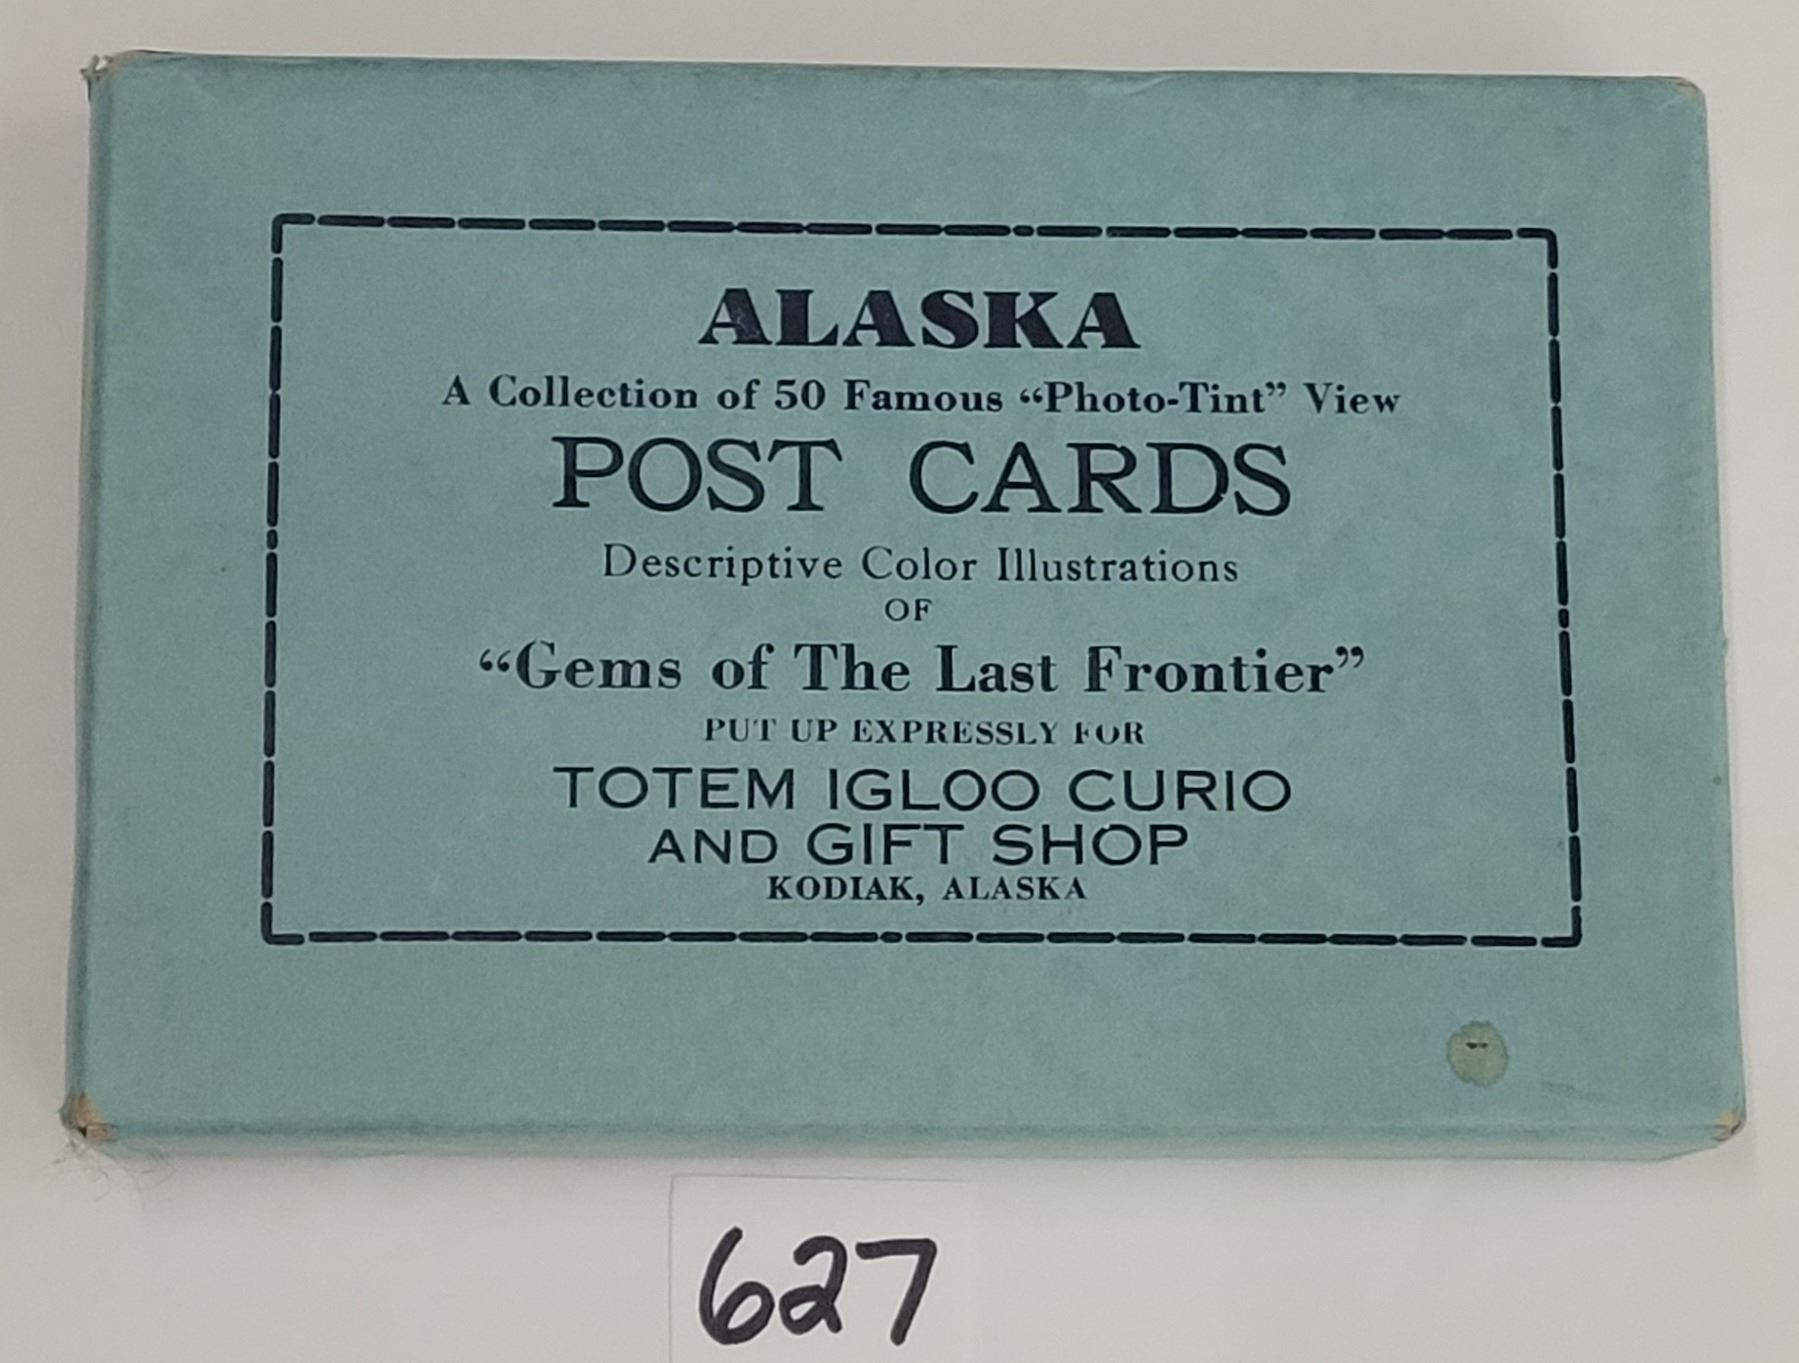 ALASKA
A Collection of 50 Famous “Photo-Tint” View
POST CARDS
Descriptive Color Illustrations
OF
“Gems of The Last Frontier”
PUT UP EXPRESSLY FOR
TOTEM IGLOO CURIO
AND GIFT SHOP
KODIAK, ALASKA
627